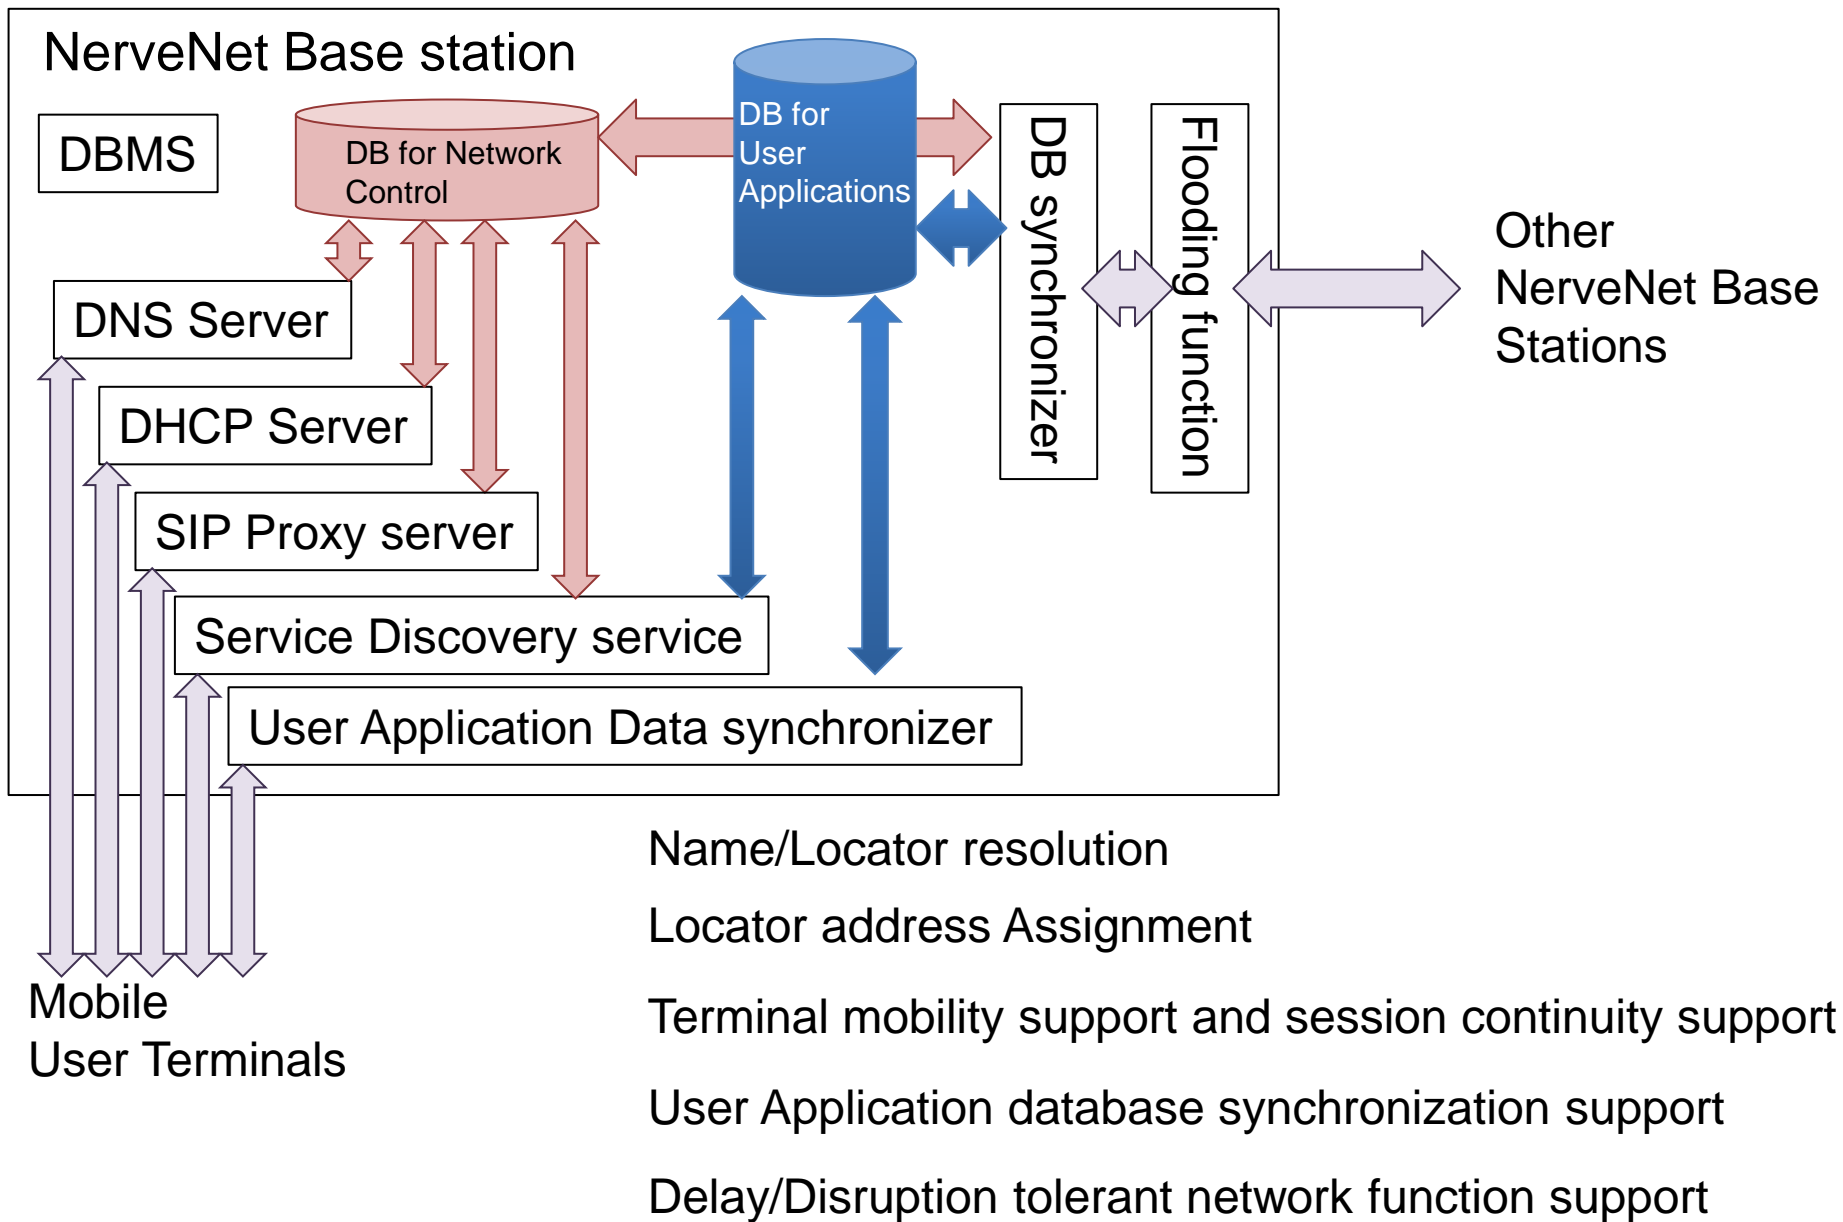 NerveNet Base station
DBMS
DB for Network
Control
DB for
User
Applications
DB synchronizer
Flooding function
Other
NerveNet Base
Stations
DNS Server
DHCP Server
SIP Proxy server
Service Discovery service
User Application Data synchronizer
Mobile
User Terminals
Name/Locator resolution
Locator address Assignment
Terminal mobility support and session continuity support
User Application database synchronization support
Delay/Disruption tolerant network function support